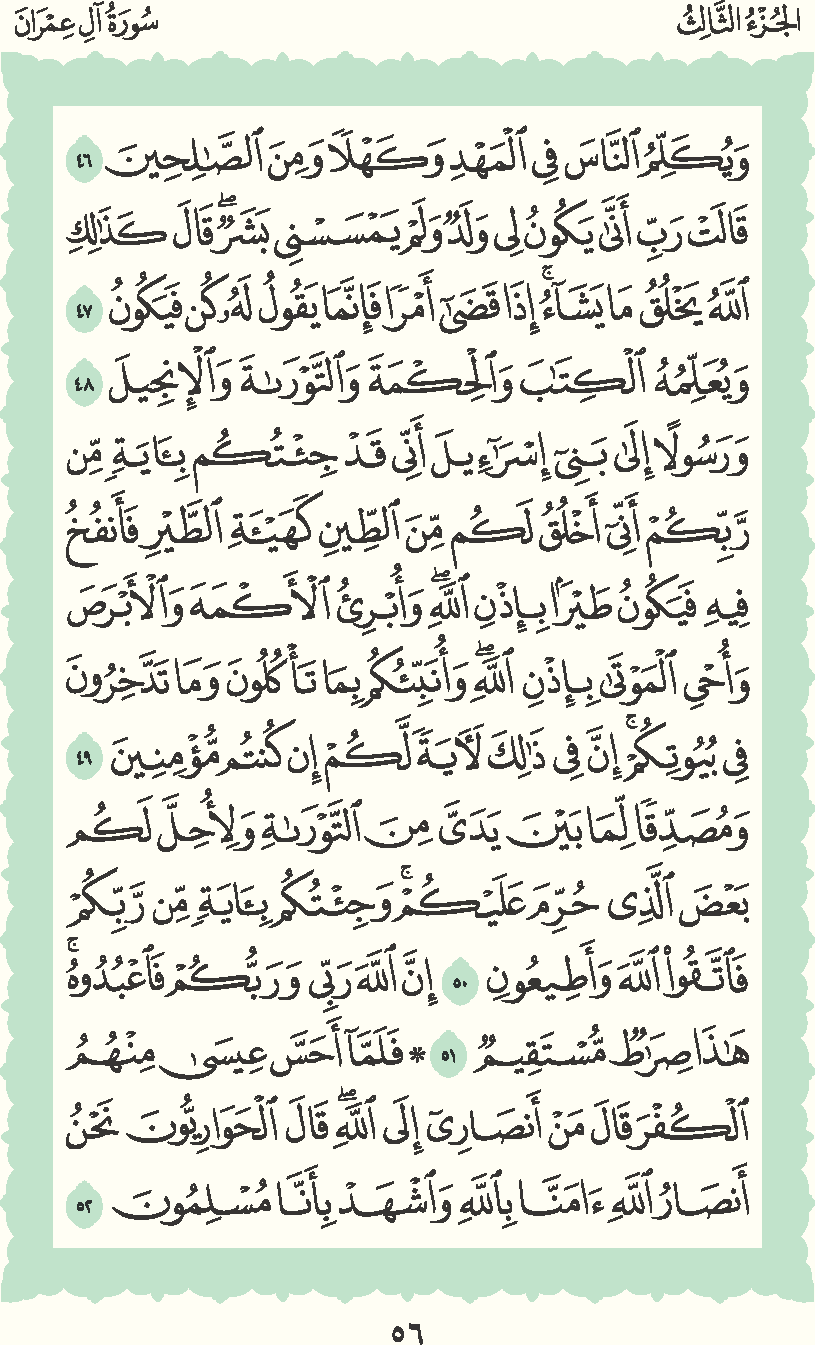 الجُزْءُ الثَّالِثُ
سُورَةُ آلِ عِمْرَانَ
وَيُكَلِّمُ ٱلنَّاسَ فِى ٱلْمَهْدِ وَكَهْلًا وَمِنَ ٱلصَّٰلِحِينَ ٤٦
قَالَتْ رَبِّ أَنَّىٰ يَكُونُ لِى وَلَدٌ وَلَمْ يَمْسَسْنِى بَشَرٌ ۖ قَالَ كَذَٰلِكِ
ٱللَّهُ يَخْلُقُ مَا يَشَآءُ ۚ إِذَا قَضَىٰٓ أَمْرًا فَإِنَّمَا يَقُولُ لَهُۥ كُن فَيَكُونُ ٤٧
وَيُعَلِّمُهُ ٱلْكِتَٰبَ وَٱلْحِكْمَةَ وَٱلتَّوْرَىٰةَ وَٱلْإِنجِيلَ ٤٨
وَرَسُولًا إِلَىٰ بَنِىٓ إِسْرَٰٓءِيلَ أَنِّى قَدْ جِئْتُكُم بِـَٔايَةٍ مِّن
رَّبِّكُمْ أَنِّىٓ أَخْلُقُ لَكُم مِّنَ ٱلطِّينِ كَهَيْـَٔةِ ٱلطَّيْرِ فَأَنفُخُ
فِيهِ فَيَكُونُ طَيْرًۢا بِإِذْنِ ٱللَّهِ ۖ وَأُبْرِئُ ٱلْأَكْمَهَ وَٱلْأَبْرَصَ
وَأُحْىِ ٱلْمَوْتَىٰ بِإِذْنِ ٱللَّهِ ۖ وَأُنَبِّئُكُم بِمَا تَأْكُلُونَ وَمَا تَدَّخِرُونَ
فِى بُيُوتِكُمْ ۚ إِنَّ فِى ذَٰلِكَ لَـَٔايَةً لَّكُمْ إِن كُنتُم مُّؤْمِنِينَ ٤٩
وَمُصَدِّقًا لِّمَا بَيْنَ يَدَىَّ مِنَ ٱلتَّوْرَىٰةِ وَلِأُحِلَّ لَكُم
بَعْضَ ٱلَّذِى حُرِّمَ عَلَيْكُمْ ۚ وَجِئْتُكُم بِـَٔايَةٍ مِّن رَّبِّكُمْ
فَٱتَّقُوا۟ ٱللَّهَ وَأَطِيعُونِ ٥٠ إِنَّ ٱللَّهَ رَبِّى وَرَبُّكُمْ فَٱعْبُدُوهُ ۚ
هَٰذَا صِرَٰطٌ مُّسْتَقِيمٌ ٥١ * فَلَمَّآ أَحَسَّ عِيسَىٰ مِنْهُمُ
ٱلْكُفْرَ قَالَ مَنْ أَنصَارِىٓ إِلَى ٱللَّهِ ۖ قَالَ ٱلْحَوَارِيُّونَ نَحْنُ
أَنصَارُ ٱللَّهِ ءَامَنَّا بِٱللَّهِ وَٱشْهَدْ بِأَنَّا مُسْلِمُونَ ٥٢
٥٦